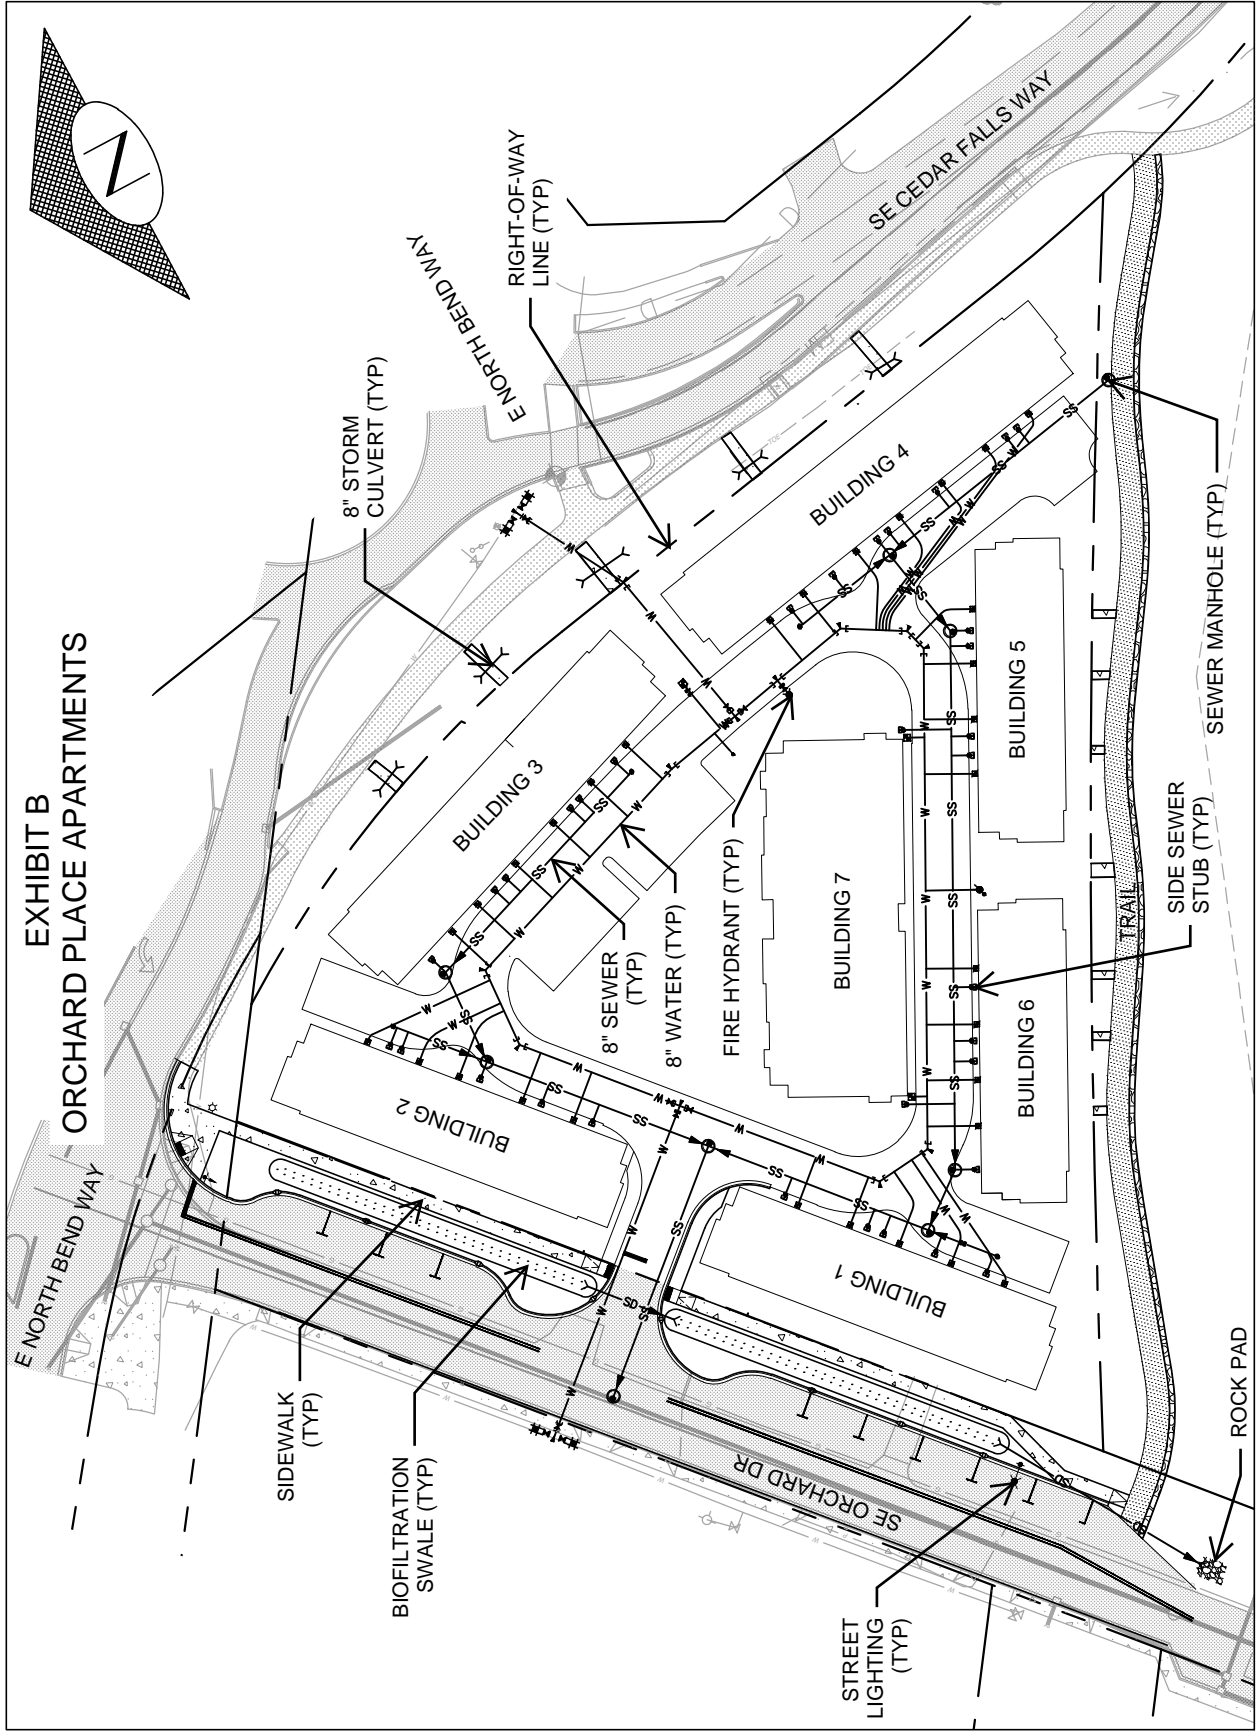 EXHIBIT B
ORCHARD PLACE APARTMENTS
N
E NORTH BEND WAY
8" STORM
CULVERT (TYP)
E NORTH BEND WAY
RIGHT-OF-WAY
LINE (TYP)
SE CEDAR FALLS WAY
SIDEWALK
(TYP)
BIOFILTRATION
SWALE (TYP)
BUILDING 2
BUILDING 3
BUILDING 4
8" SEWER
(TYP)
8" WATER (TYP)
FIRE HYDRANT (TYP)
BUILDING 7
BUILDING 1
BUILDING 6
BUILDING 5
SE ORCHARD DR
STREET
LIGHTING
(TYP)
TRAIL
SIDE SEWER
STUB (TYP)
SEWER MANHOLE (TYP)
ROCK PAD
SS
W
SD
TOE